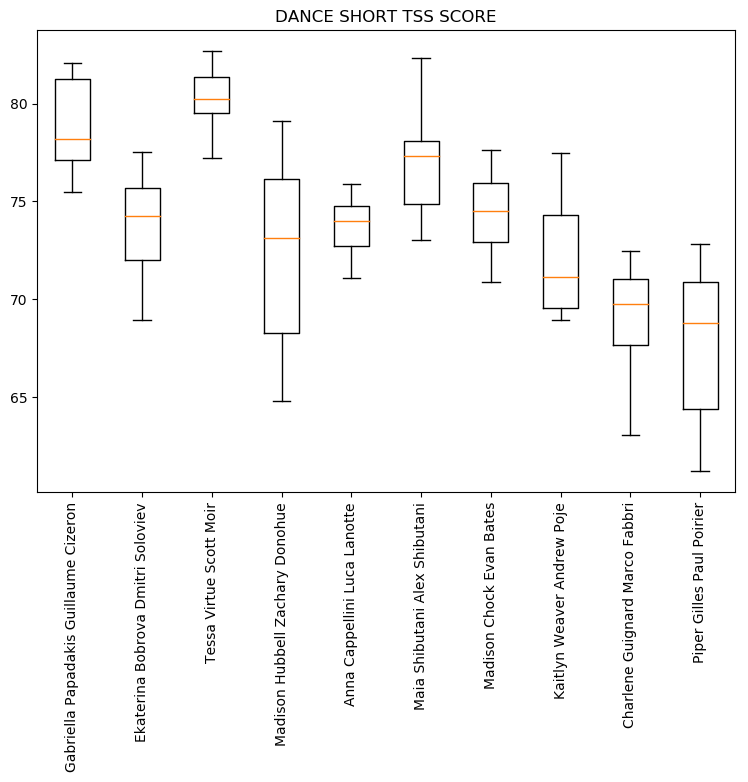 DANCE SHORT TSS SCORE
80
75
70
65
Gabriella Papadakis Guillaume Cizeron
Ekaterina Bobrova Dmitri Soloviev
Tessa Virtue Scott Moir
Madison Hubbell Zachary Donohue
Anna Cappellini Luca Lanotte
Maia Shibutani Alex Shibutani
Madison Chock Evan Bates
Kaitlyn Weaver Andrew Poje
Charlene Guignard Marco Fabbri
Piper Gilles Paul Poirier